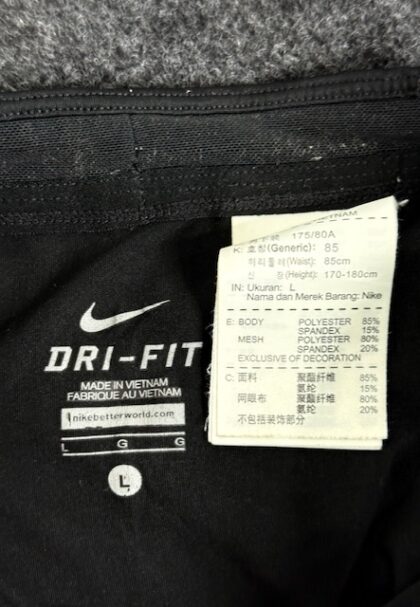 DRI-FIT
MADE IN VIETNAM
FABRIQUE AU VIETNAM
nikebetterworld.com
L G G
L
175/80A
호칭(Generic): 85
허리둘레(Waist): 85cm
신 장(Height): 170-180cm
IN: Ukuran: L
Nama dan Merek Barang: Nike
E: BODY POLYESTER 85%
SPANDEX 15%
MESH POLYESTER 80%
SPANDEX 20%
EXCLUSIVE OF DECORATION
C: 面料 聚酯纤维 85%
氨纶 15%
网眼布 聚酯纤维 80%
氨纶 20%
不包括装饰部分